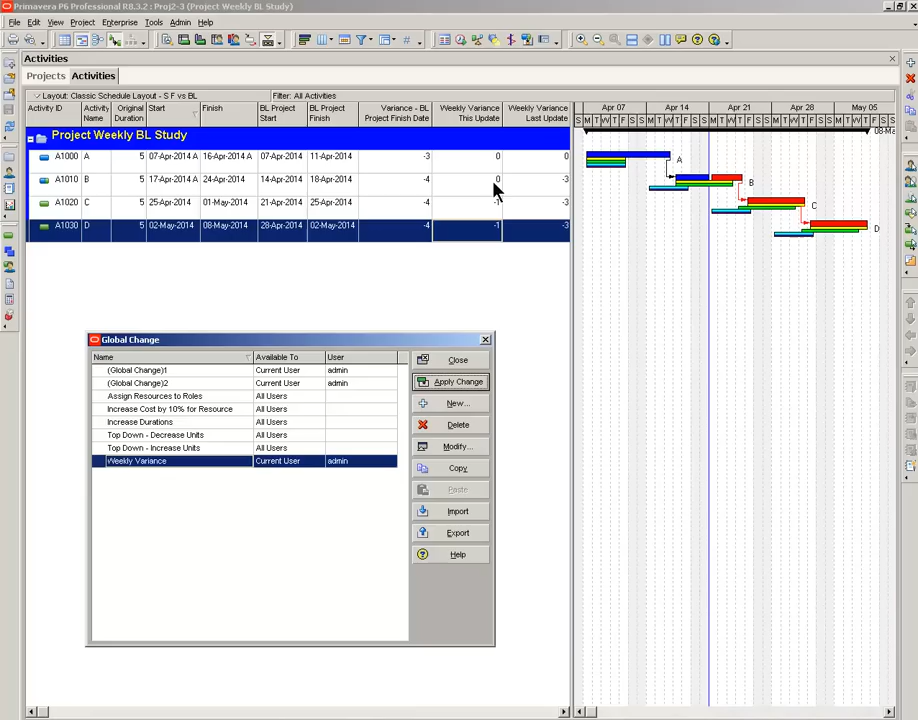 Primavera P6 Professional R8.3.2 : Proj2-3 (Project Weekly BL Study)
File Edit View Project Enterprise Tools Admin Help
Activities
Projects Activities
Layout: Classic Schedule Layout - S F vs BL Filter: All Activities
Activity ID Activity Name Original Duration Start Finish BL Project Start BL Project Finish Variance - BL Project Finish Date Weekly Variance This Update Weekly Variance Last Update
Apr 07 Apr 14 Apr 21 Apr 28 May 05
S M T W T F S S M T W T F S S M T W T F S S M T W T F S S M T W T F S S
Project Weekly BL Study 08-Ma
A1000 A 5 07-Apr-2014 A 16-Apr-2014 A 07-Apr-2014 11-Apr-2014 -3 0 0 A
A1010 B 5 17-Apr-2014 A 24-Apr-2014 14-Apr-2014 18-Apr-2014 -4 0 -3 B
A1020 C 5 25-Apr-2014 01-May-2014 21-Apr-2014 25-Apr-2014 -4 -1 -3 C
A1030 D 5 02-May-2014 08-May-2014 28-Apr-2014 02-May-2014 -4 -1 -3 D
Global Change
Name Available To User
(Global Change)1 Current User admin
(Global Change)2 Current User admin
Assign Resources to Roles All Users
Increase Cost by 10% for Resource All Users
Increase Durations All Users
Top Down - Decrease Units All Users
Top Down - Increase Units All Users
Weekly Variance Current User admin
Close
Apply Change
New...
Delete
Modify...
Copy
Paste
Import
Export
Help